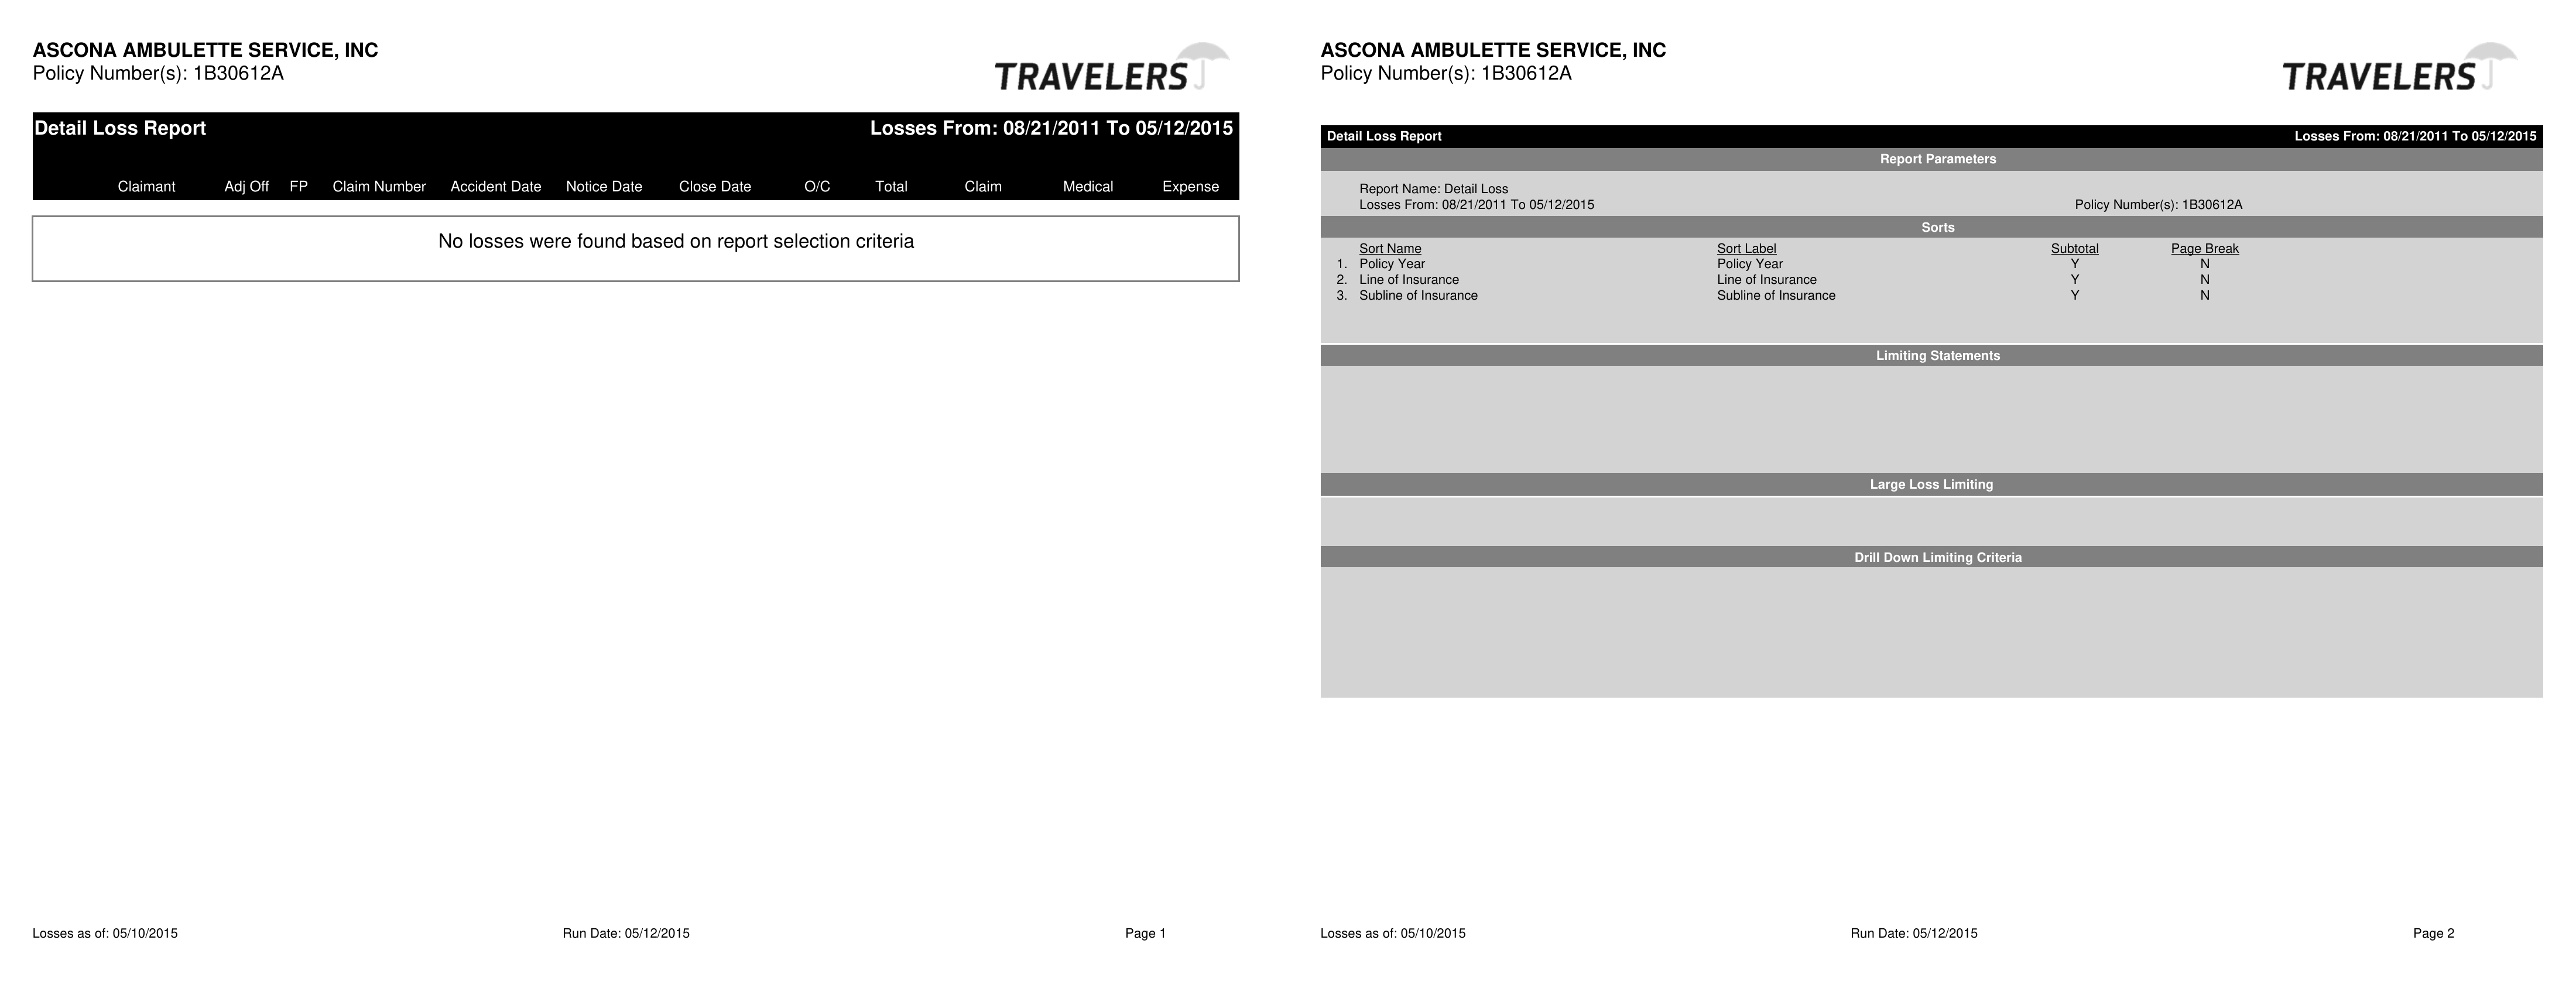 ASCONA AMBULETTE SERVICE, INC
Policy Number(s): 1B30612A
TRAVELERS
Detail Loss Report Losses From: 08/21/2011 To 05/12/2015
Claimant Adj Off FP Claim Number Accident Date Notice Date Close Date O/C Total Claim Medical Expense
No losses were found based on report selection criteria
Losses as of: 05/10/2015 Run Date: 05/12/2015 Page 1
ASCONA AMBULETTE SERVICE, INC
Policy Number(s): 1B30612A
TRAVELERS
Detail Loss Report Losses From: 08/21/2011 To 05/12/2015
Report Parameters
Report Name: Detail Loss
Losses From: 08/21/2011 To 05/12/2015 Policy Number(s): 1B30612A
Sorts
Sort Name Sort Label Subtotal Page Break
1. Policy Year Policy Year Y N
2. Line of Insurance Line of Insurance Y N
3. Subline of Insurance Subline of Insurance Y N
Limiting Statements
Large Loss Limiting
Drill Down Limiting Criteria
Losses as of: 05/10/2015 Run Date: 05/12/2015 Page 2